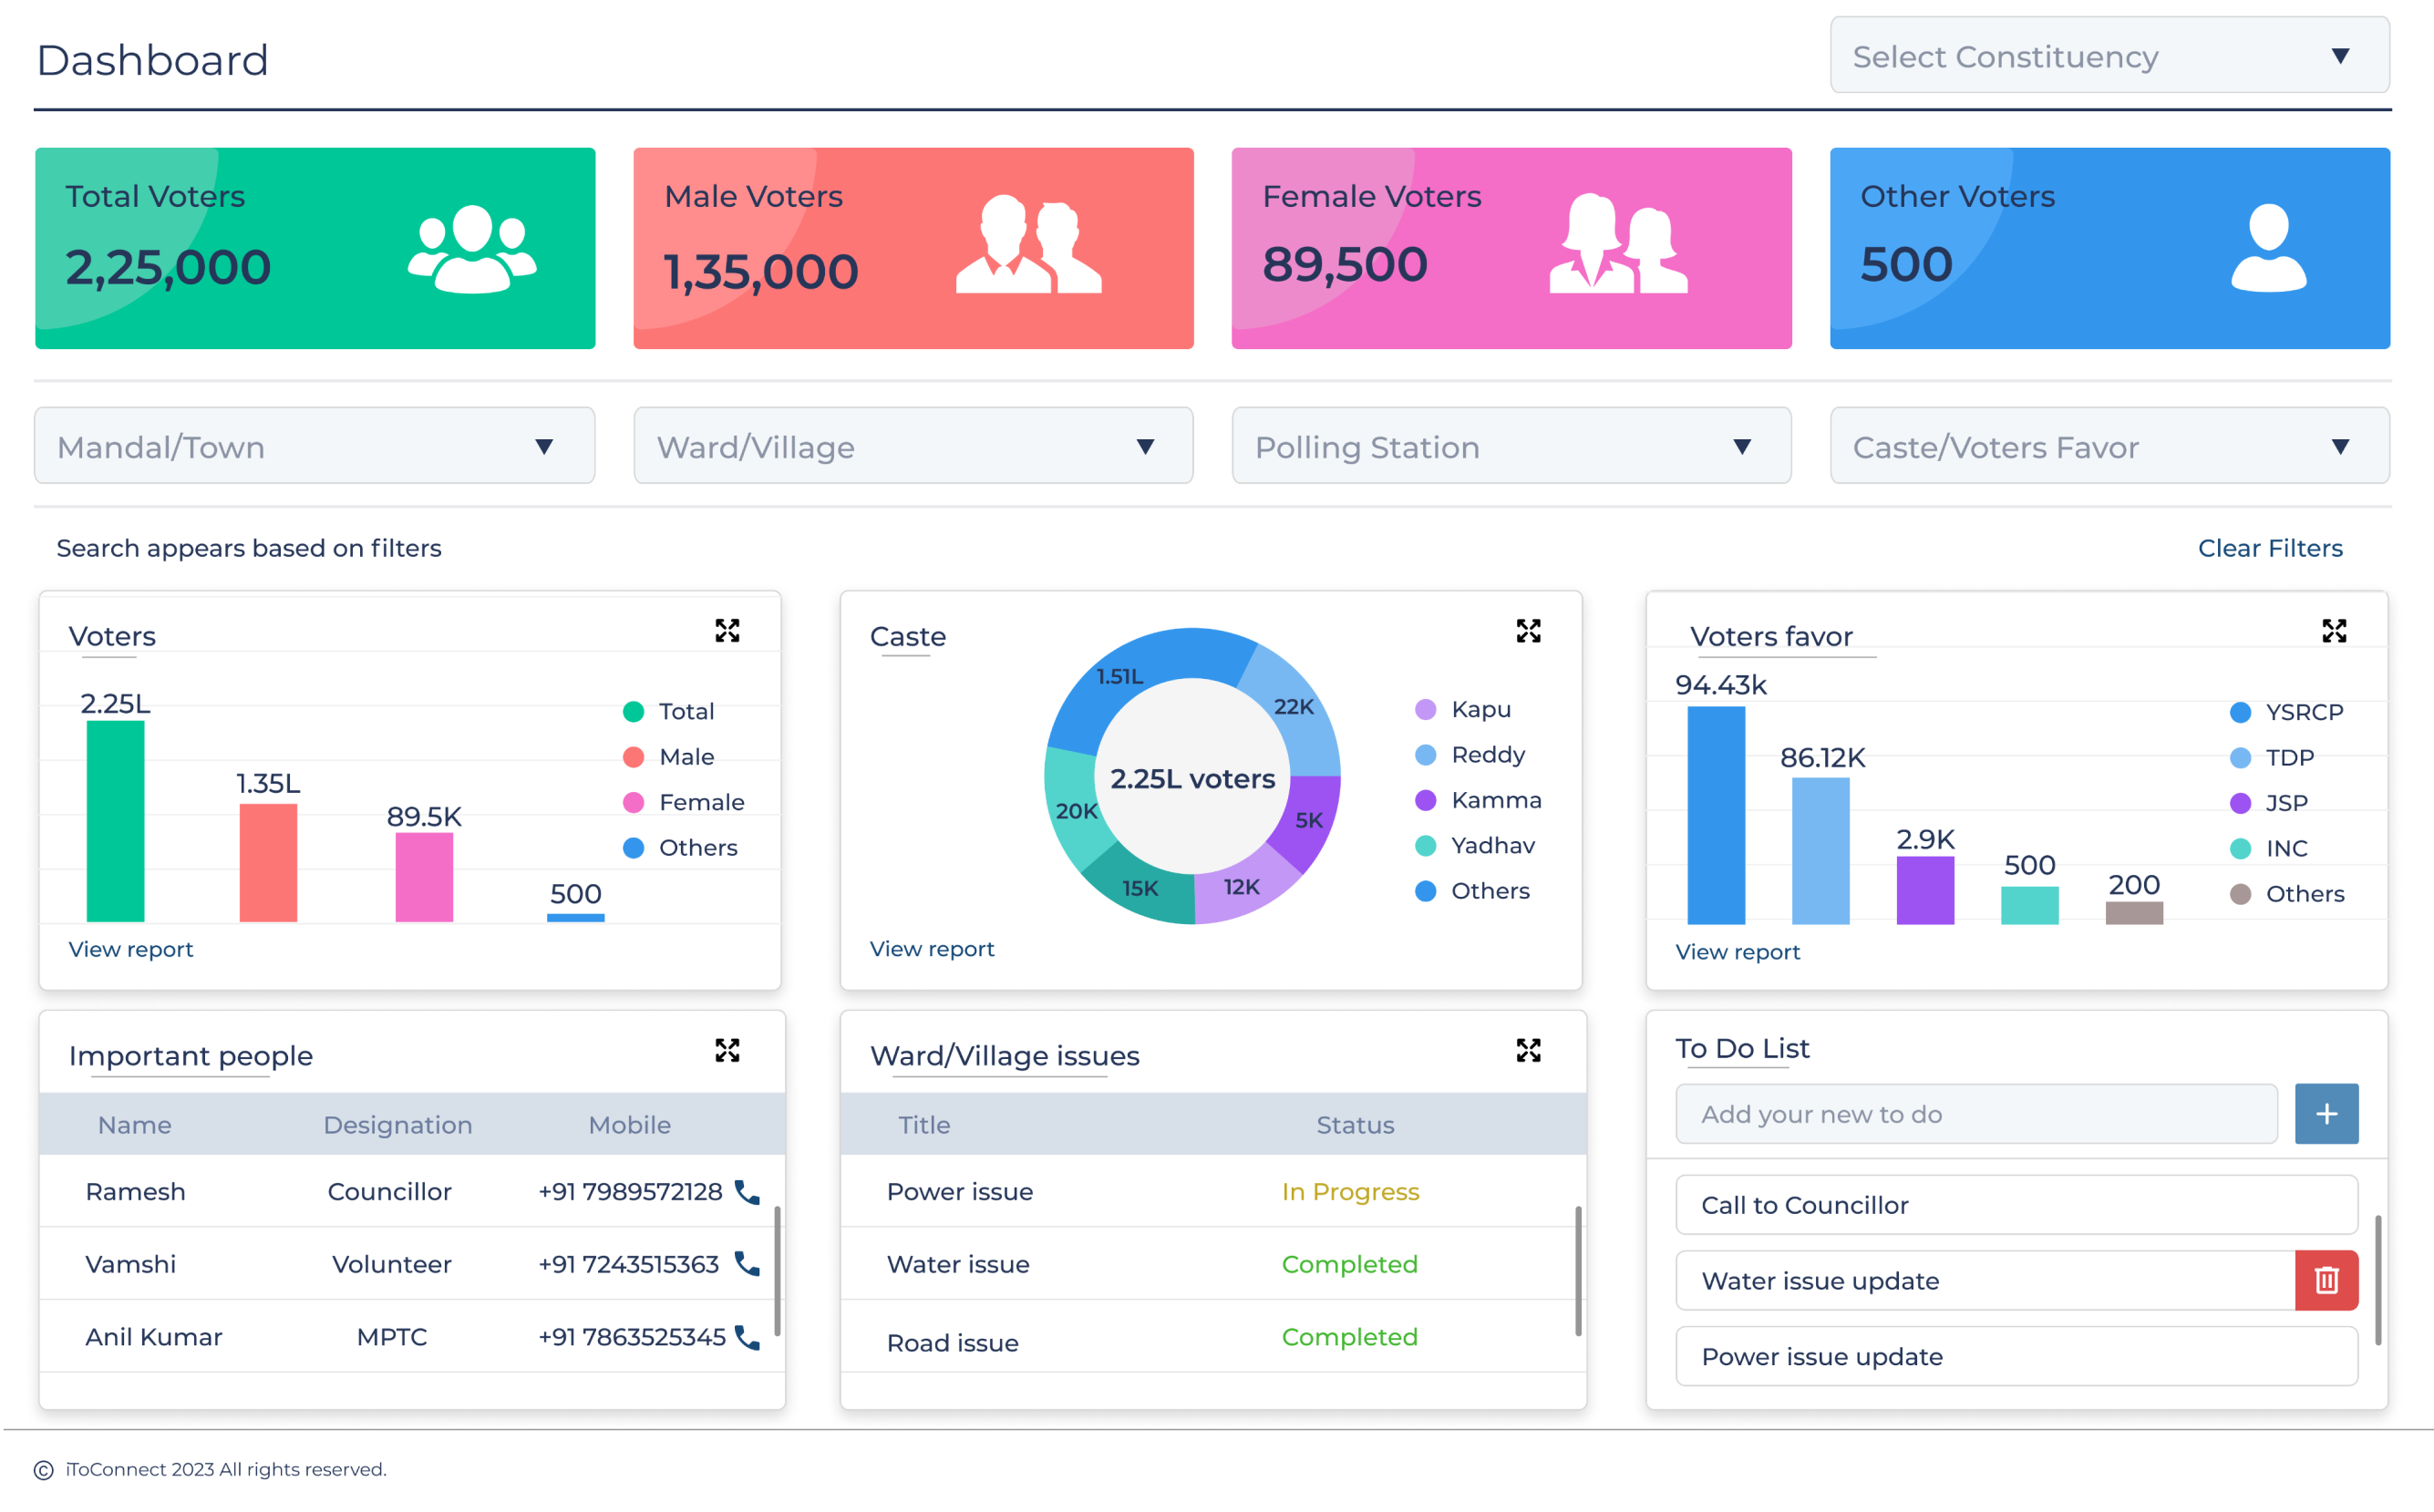 Dashboard
Select Constituency
Total Voters
2,25,000
Male Voters
1,35,000
Female Voters
89,500
Other Voters
500
Mandal/Town
Ward/Village
Polling Station
Caste/Voters Favor
Search appears based on filters
Clear Filters
Voters
2.25L
1.35L
89.5K
500
Total
Male
Female
Others
View report
Caste
1.51L
22K
5K
12K
15K
20K
2.25L voters
Kapu
Reddy
Kamma
Yadhav
Others
View report
Voters favor
94.43k
86.12K
2.9K
500
200
YSRCP
TDP
JSP
INC
Others
View report
Important people
Name Designation Mobile
Ramesh Councillor +91 7989572128
Vamshi Volunteer +91 7243515363
Anil Kumar MPTC +91 7863525345
Ward/Village issues
Title Status
Power issue In Progress
Water issue Completed
Road issue Completed
To Do List
Add your new to do
+
Call to Councillor
Water issue update
Power issue update
© iToConnect 2023 All rights reserved.